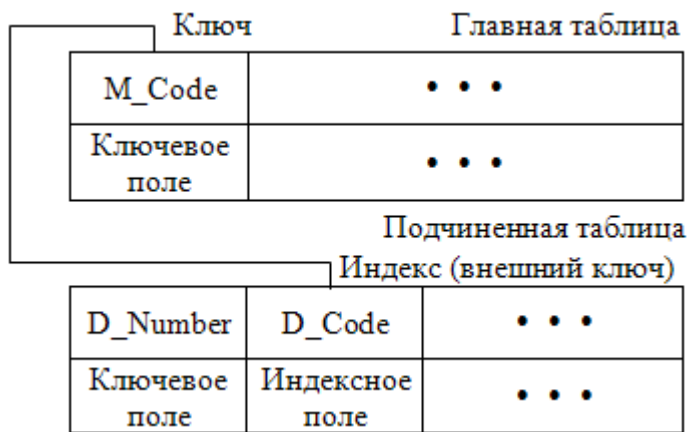 Ключ Главная таблица
M_Code • • •
Ключевое • • •
поле
Подчиненная таблица
Индекс (внешний ключ)
D_Number D_Code • • •
Ключевое Индексное • • •
поле поле